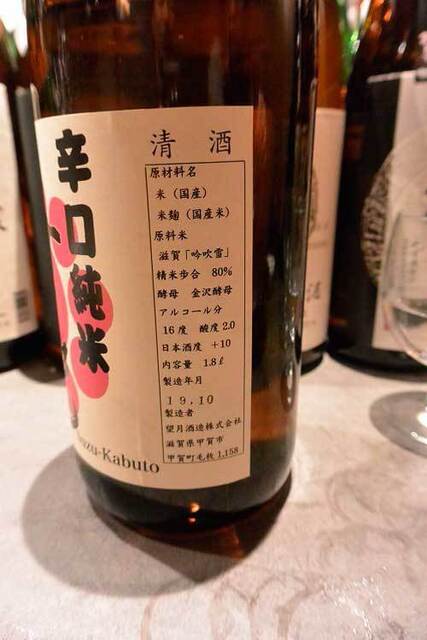 辛口純米
清酒
原材料名
米（国産）
米麹（国産米）
原料米
滋賀「吟吹雪」
精米歩合 80%
酵母 金沢酵母
アルコール分
16度 酸度2.0
日本酒度 +10
内容量 1.8ℓ
製造年月
19,10
製造者
望月酒造株式会社
滋賀県甲賀市
甲賀町毛枚1,158
zu-Kabuto
酒